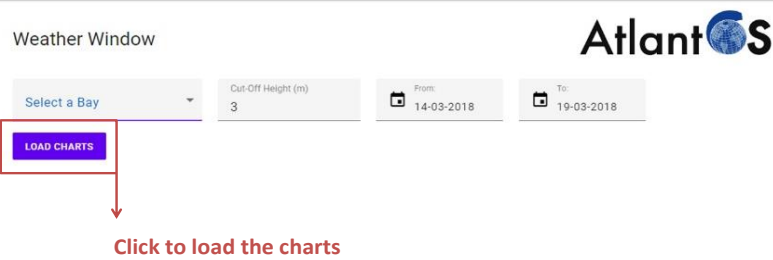 Weather Window
AtlantOS
Select a Bay
Cut-Off Height (m)
3
From:
14-03-2018
To:
19-03-2018
LOAD CHARTS
Click to load the charts